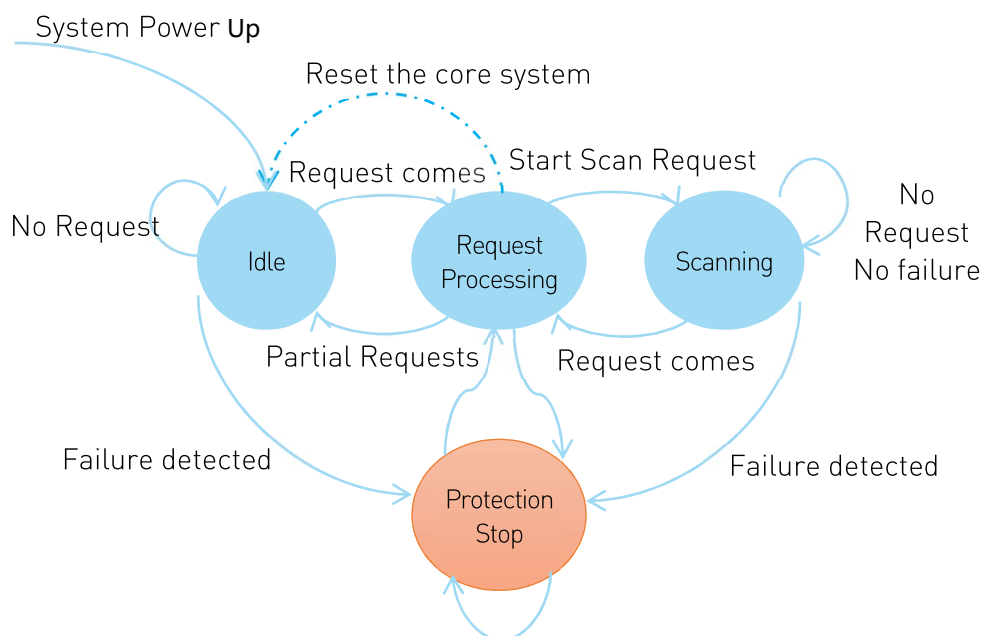 System Power Up
Reset the core system
Request comes
Start Scan Request
No Request
No
Request
No failure
Idle
Request
Processing
Scanning
Partial Requests
Request comes
Failure detected
Failure detected
Protection
Stop